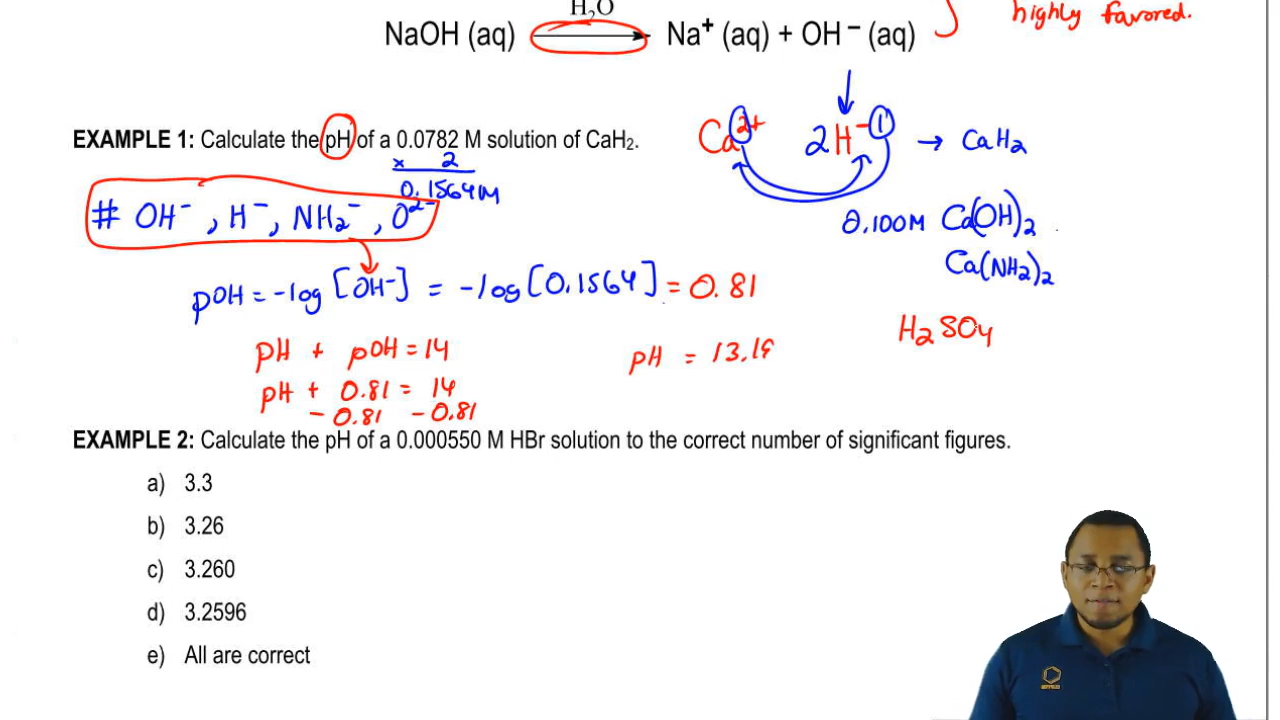 H₂O
highly favored.
NaOH (aq) → Na⁺ (aq) + OH⁻ (aq)
EXAMPLE 1: Calculate the pH of a 0.0782 M solution of CaH₂.
Ca²⁺ 2H⁻¹ → CaH₂
x 2
0.1564M
# OH⁻, H⁻, NH₂⁻, O²⁻
0.100M Ca(OH)₂
Ca(NH₂)₂
pOH = -log [OH⁻] = -log [0.1564] = 0.81
H₂SO₄
pH + pOH = 14
pH = 13.19
pH + 0.81 = 14
- 0.81 - 0.81
EXAMPLE 2: Calculate the pH of a 0.000550 M HBr solution to the correct number of significant figures.
a) 3.3
b) 3.26
c) 3.260
d) 3.2596
e) All are correct